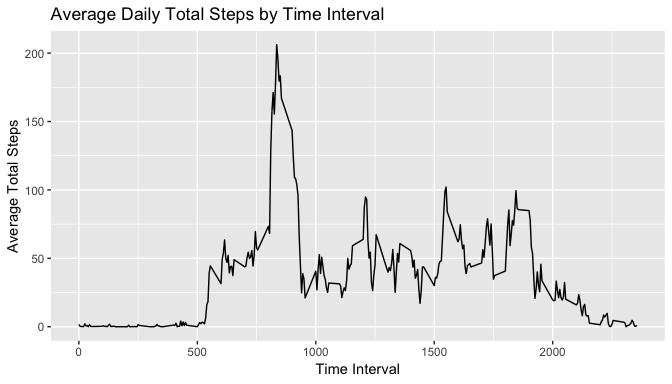 Average Daily Total Steps by Time Interval
Average Total Steps
200
150
100
50
0
0 500 1000 1500 2000
Time Interval